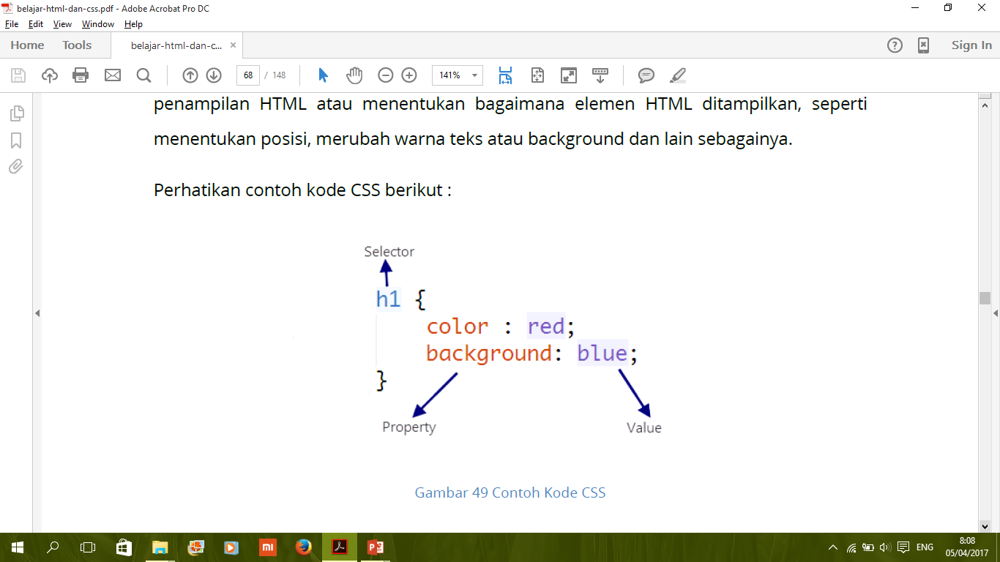 belajar-html-dan-css.pdf - Adobe Acrobat Pro DC
File Edit View Window Help
Home Tools belajar-html-dan-c... × Sign In
68 / 148 141%
penampilan HTML atau menentukan bagaimana elemen HTML ditampilkan, seperti
menentukan posisi, merubah warna teks atau background dan lain sebagainya.
Perhatikan contoh kode CSS berikut :
Selector
h1 {
color : red;
background: blue;
}
Property Value
Gambar 49 Contoh Kode CSS
mi ENG 8:08
05/04/2017